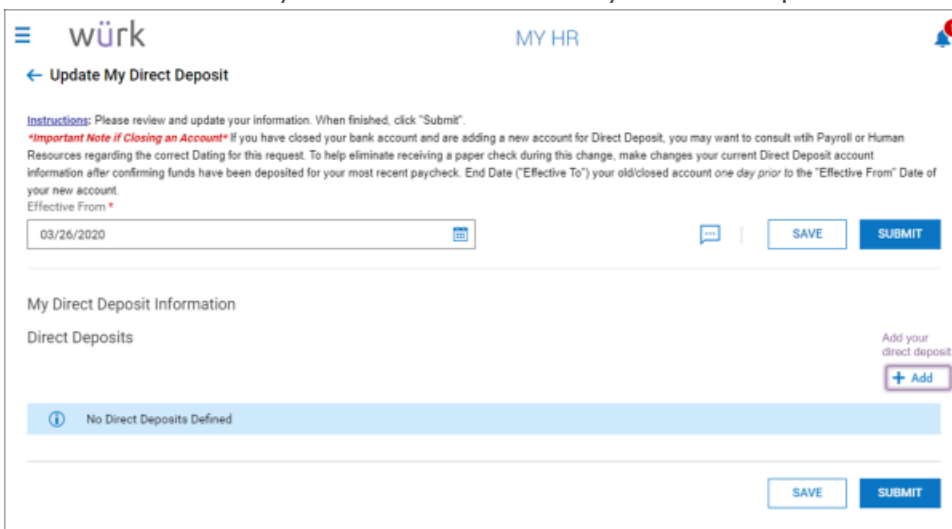 würk
MY HR
← Update My Direct Deposit
Instructions: Please review and update your information. When finished, click "Submit".
*Important Note if Closing an Account* If you have closed your bank account and are adding a new account for Direct Deposit, you may want to consult wtih Payroll or Human
Resources regarding the correct Dating for this request. To help eliminate receiving a paper check during this change, make changes your current Direct Deposit account
information after confirming funds have been deposited for your most recent paycheck. End Date ("Effective To") your old/closed account one day prior to the "Effective From" Date of
your new account.
Effective From *
03/26/2020
SAVE
SUBMIT
My Direct Deposit Information
Direct Deposits
Add your
direct deposit
+ Add
No Direct Deposits Defined
SAVE
SUBMIT